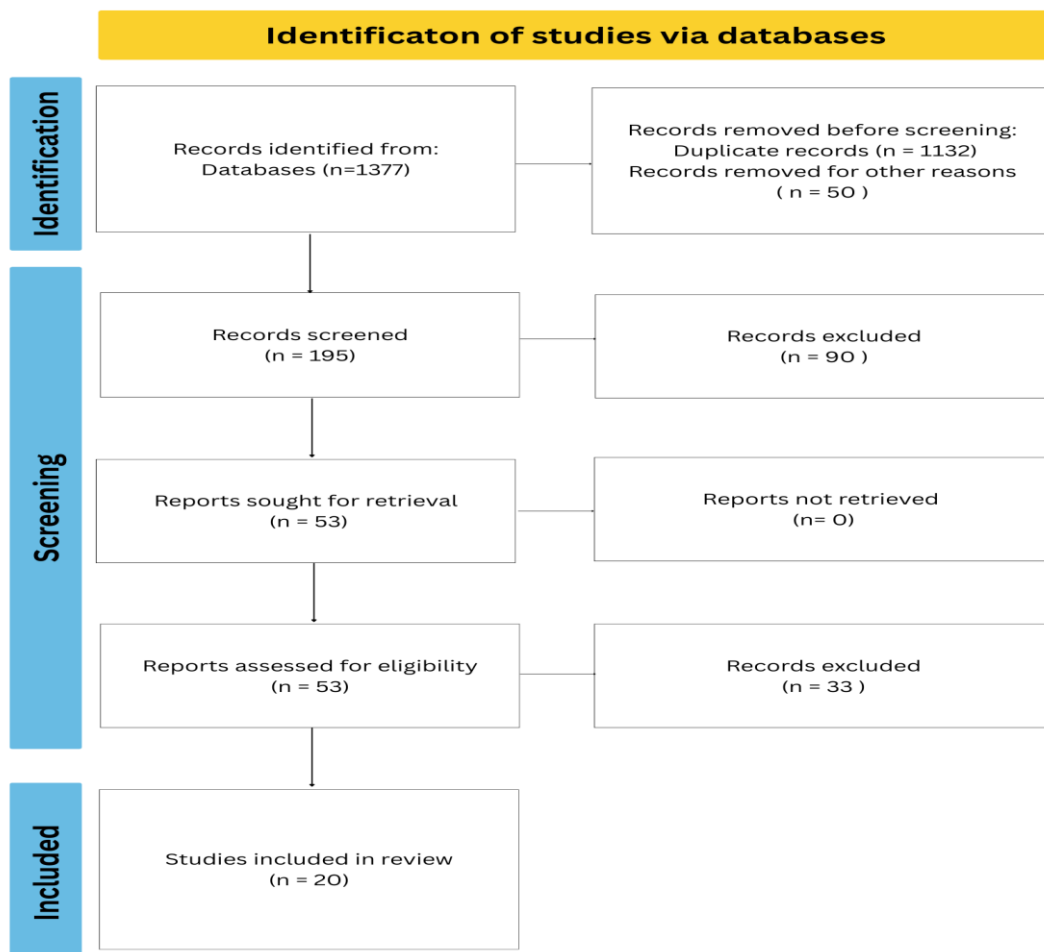 Identificaton of studies via databases
Identification
Records identified from:
Databases (n=1377)
Records removed before screening:
Duplicate records (n = 1132)
Records removed for other reasons
( n = 50 )
Screening
Records screened
(n = 195)
Records excluded
(n = 90 )
Reports sought for retrieval
(n = 53)
Reports not retrieved
(n= 0)
Reports assessed for eligibility
(n = 53)
Records excluded
(n = 33 )
Included
Studies included in review
(n = 20)